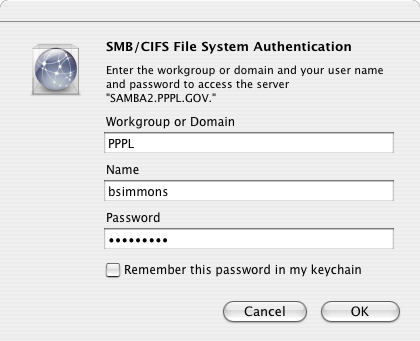 SMB/CIFS File System Authentication
Enter the workgroup or domain and your user name
and password to access the server
"SAMBA2.PPPL.GOV."
Workgroup or Domain
PPPL
Name
bsimmons
Password
•••••••••
Remember this password in my keychain
Cancel OK